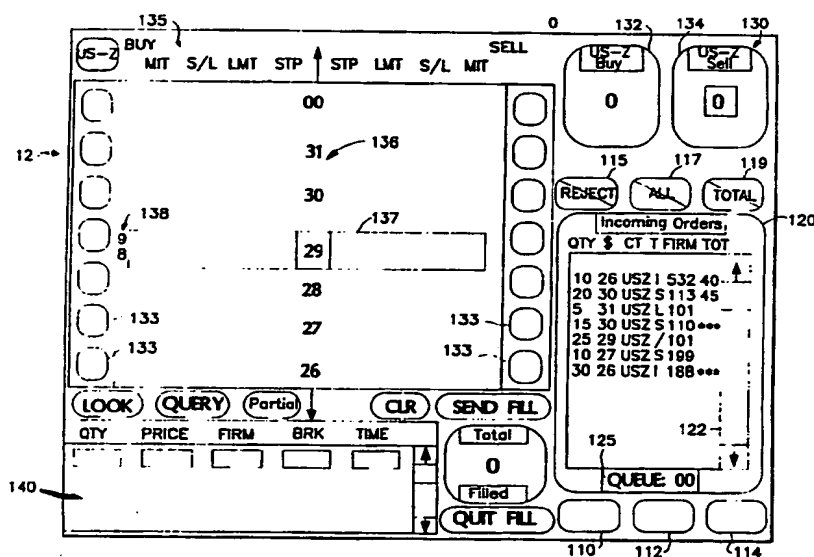 0
132
134
130
135
US-Z
BUY
MIT S/L LMT STP STP LMT S/L MIT
SELL
US-Z
Buy
0
US-Z
Sell
0
12
00
31
136
30
138
9
8
137
29
28
27
26
133
133
133
133
115
117
119
REJECT
ALL
TOTAL
120
Incoming Orders,
QTY $ CT T FIRM TOT
10 26 USZ I 532 40
20 30 USZ S 113 45
5 31 USZ L 101
15 30 USZ S 110 ***
25 29 USZ / 101
10 27 USZ S 199
30 26 USZ I 188 ***
122
125
QUEUE: 00
110
112
114
LOOK
QUERY
Partial
CLR
SEND FILL
QTY PRICE FIRM BRK TIME
140
Total
0
Filled
QUIT FILL